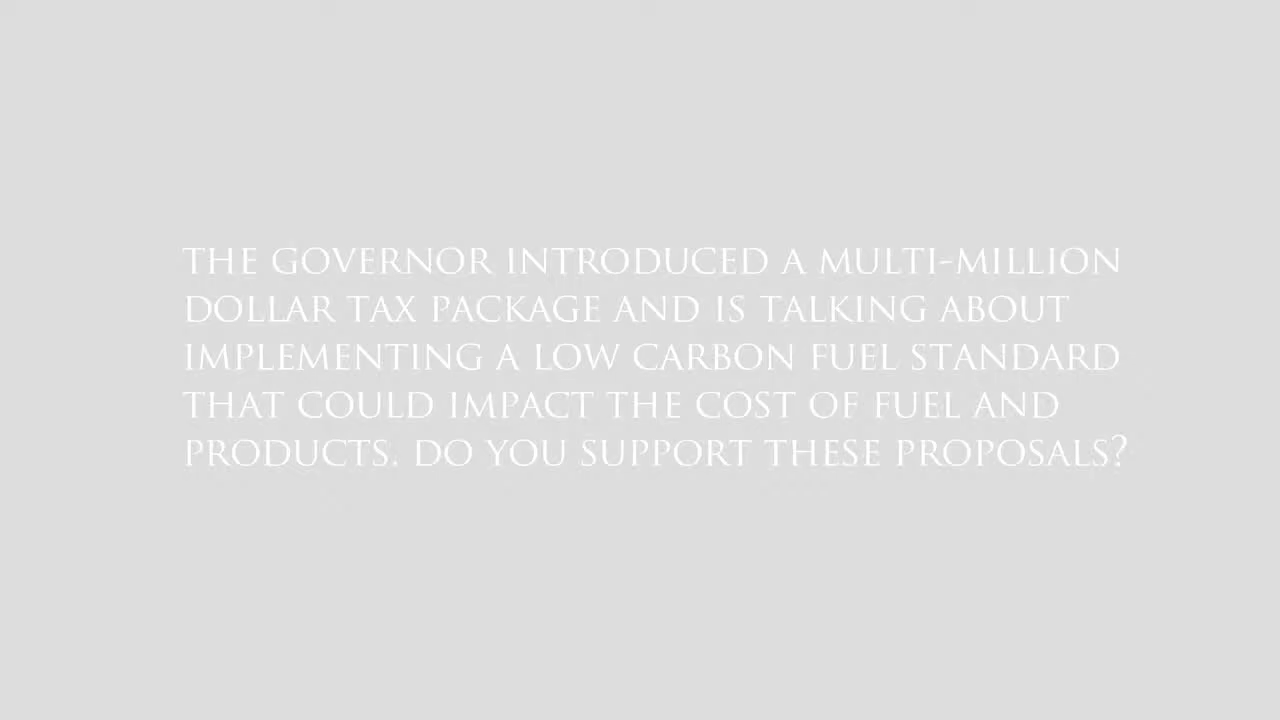 THE GOVERNOR INTRODUCED A MULTI-MILLION
DOLLAR TAX PACKAGE AND IS TALKING ABOUT
IMPLEMENTING A LOW CARBON FUEL STANDARD
THAT COULD IMPACT THE COST OF FUEL AND
PRODUCTS. DO YOU SUPPORT THESE PROPOSALS?